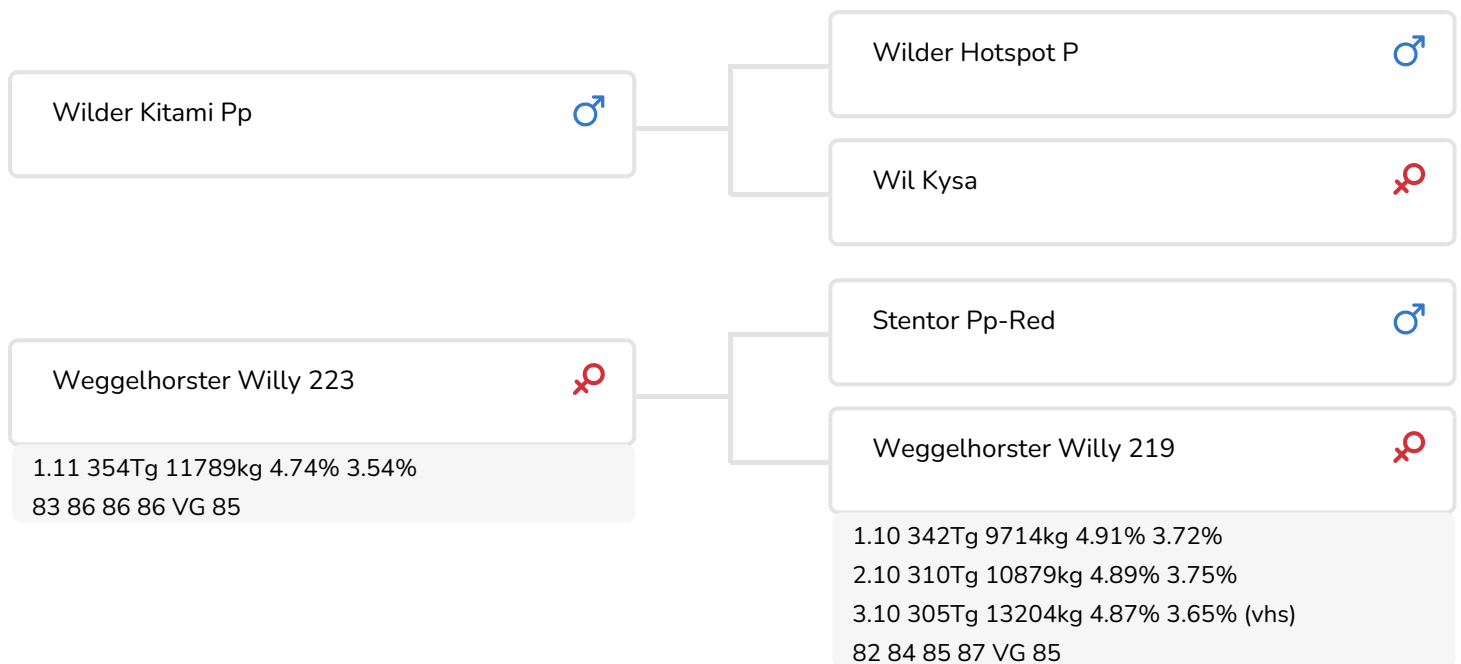 Wilder Kitami Pp
Wilder Hotspot P
Wil Kysa
Weggelhorster Willy 223
1.11 354Tg 11789kg 4.74% 3.54%
83 86 86 86 VG 85
Stentor Pp-Red
Weggelhorster Willy 219
1.10 342Tg 9714kg 4.91% 3.72%
2.10 310Tg 10879kg 4.89% 3.75%
3.10 305Tg 13204kg 4.87% 3.65% (vhs)
82 84 85 87 VG 85